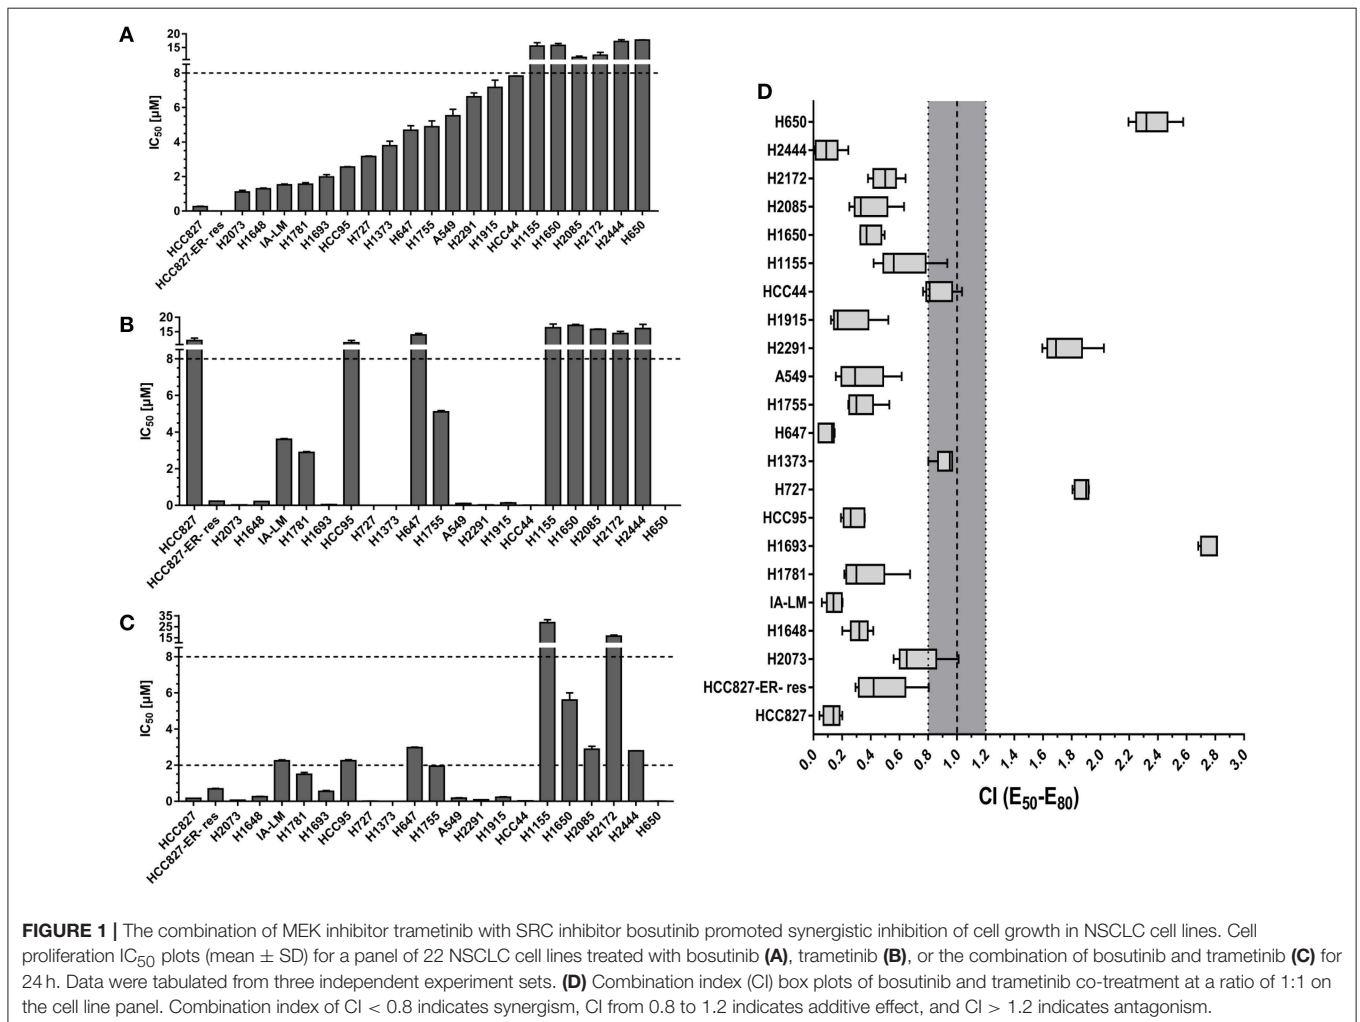 A
20
15
8
6
4
2
0
IC50 [µM]
HCC827
HCC827-ER- res
H2073
H1648
IA-LM
H1781
H1693
HCC95
H727
H1373
H647
H1755
A549
H2291
H1915
HCC44
H1155
H1650
H2085
H2172
H2444
H650
B
20
15
8
6
4
2
0
IC50 [µM]
HCC827
HCC827-ER- res
H2073
H1648
IA-LM
H1781
H1693
HCC95
H727
H1373
H647
H1755
A549
H2291
H1915
HCC44
H1155
H1650
H2085
H2172
H2444
H650
C
35
25
15
8
6
4
2
0
IC50 [µM]
HCC827
HCC827-ER- res
H2073
H1648
IA-LM
H1781
H1693
HCC95
H727
H1373
H647
H1755
A549
H2291
H1915
HCC44
H1155
H1650
H2085
H2172
H2444
H650
D
H650
H2444
H2172
H2085
H1650
H1155
HCC44
H1915
H2291
A549
H1755
H647
H1373
H727
HCC95
H1693
H1781
IA-LM
H1648
H2073
HCC827-ER- res
HCC827
0.0 0.2 0.4 0.6 0.8 1.0 1.2 1.4 1.6 1.8 2.0 2.2 2.4 2.6 2.8 3.0
CI (E50-E80)
FIGURE 1 | The combination of MEK inhibitor trametinib with SRC inhibitor bosutinib promoted synergistic inhibition of cell growth in NSCLC cell lines. Cell
proliferation IC50 plots (mean ± SD) for a panel of 22 NSCLC cell lines treated with bosutinib (A), trametinib (B), or the combination of bosutinib and trametinib (C) for
24 h. Data were tabulated from three independent experiment sets. (D) Combination index (CI) box plots of bosutinib and trametinib co-treatment at a ratio of 1:1 on
the cell line panel. Combination index of CI < 0.8 indicates synergism, CI from 0.8 to 1.2 indicates additive effect, and CI > 1.2 indicates antagonism.